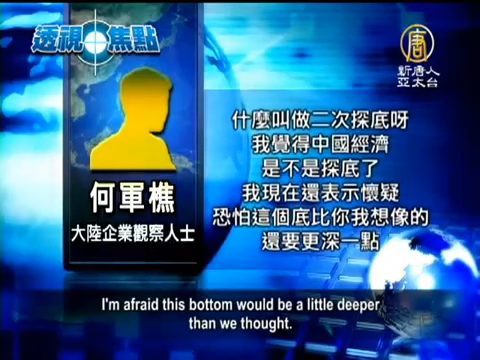 透視焦點
唐
新唐人
亞太台
什麼叫做二次探底呀
我覺得中國經濟
是不是探底了
我現在還表示懷疑
恐怕這個底比你我想像的
還要更深一點
何軍樵
大陸企業觀察人士
I'm afraid this bottom would be a little deeper
than we thought.